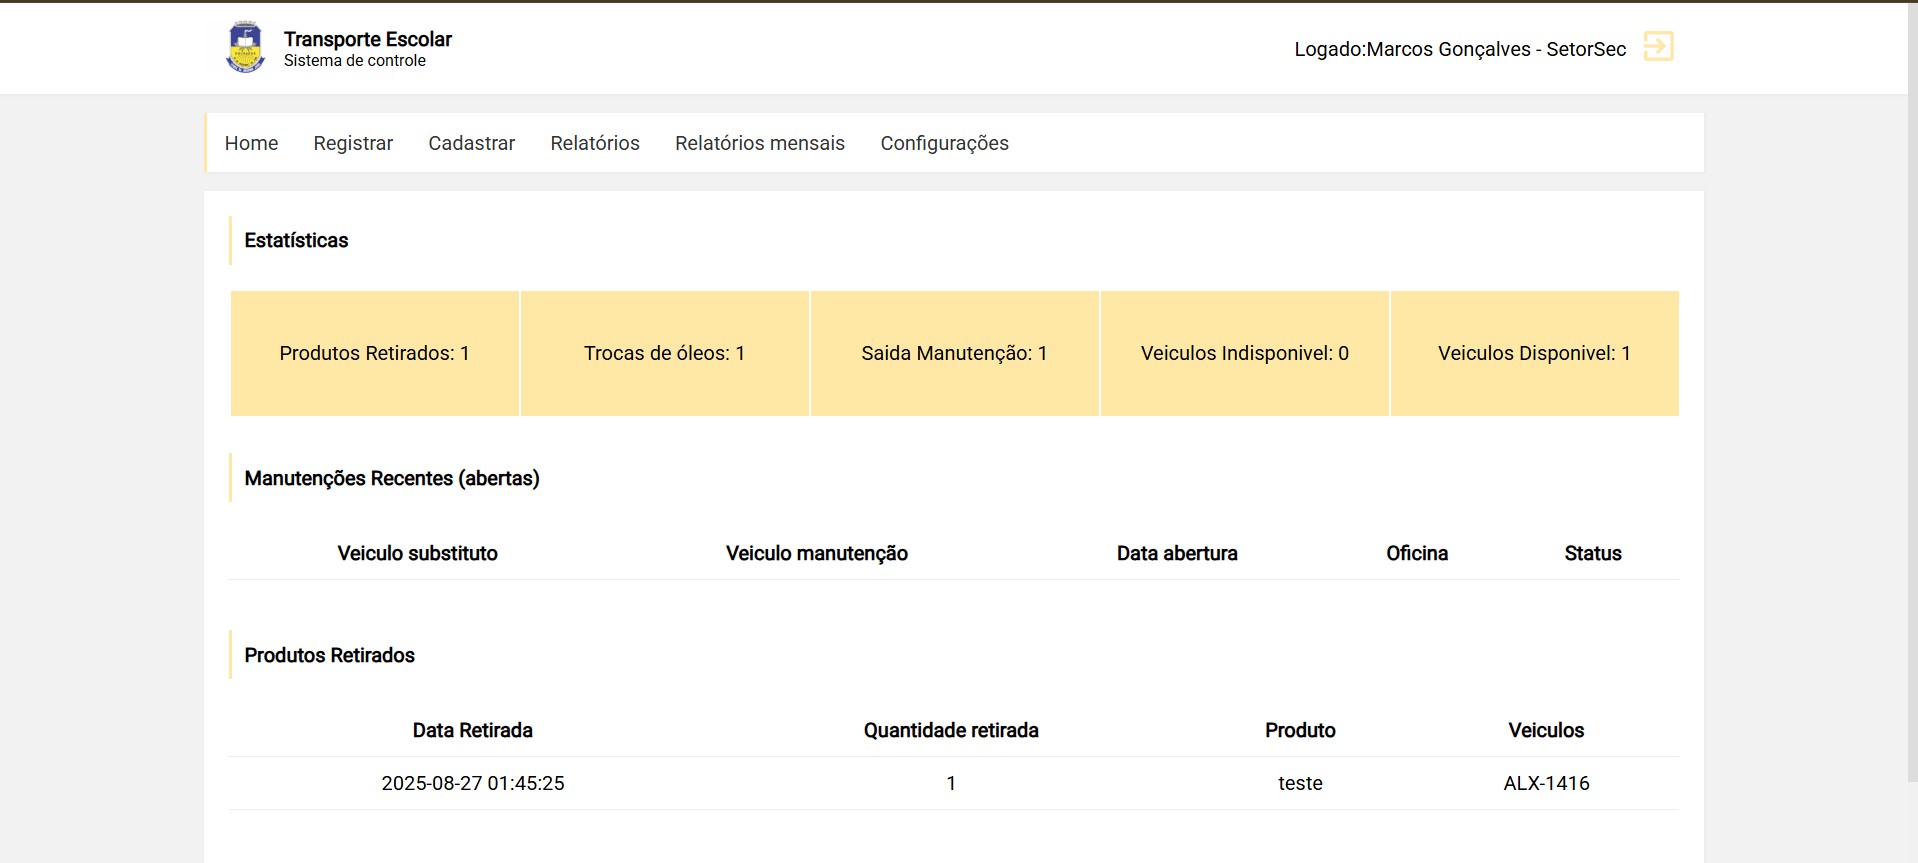 Transporte Escolar
Sistema de controle
Logado:Marcos Gonçalves - SetorSec
Home Registrar Cadastrar Relatórios Relatórios mensais Configurações
Estatísticas
Produtos Retirados: 1 Trocas de óleos: 1 Saida Manutenção: 1 Veiculos Indisponivel: 0 Veiculos Disponivel: 1
Manutenções Recentes (abertas)
Veiculo substituto Veiculo manutenção Data abertura Oficina Status
Produtos Retirados
Data Retirada Quantidade retirada Produto Veiculos
2025-08-27 01:45:25 1 teste ALX-1416